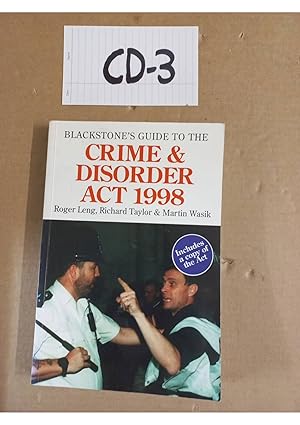 CD-3
BLACKSTONE'S GUIDE TO THE
CRIME &
DISORDER
ACT 1998
Roger Leng, Richard Taylor & Martin Wasik
Includes
a copy of
the Act